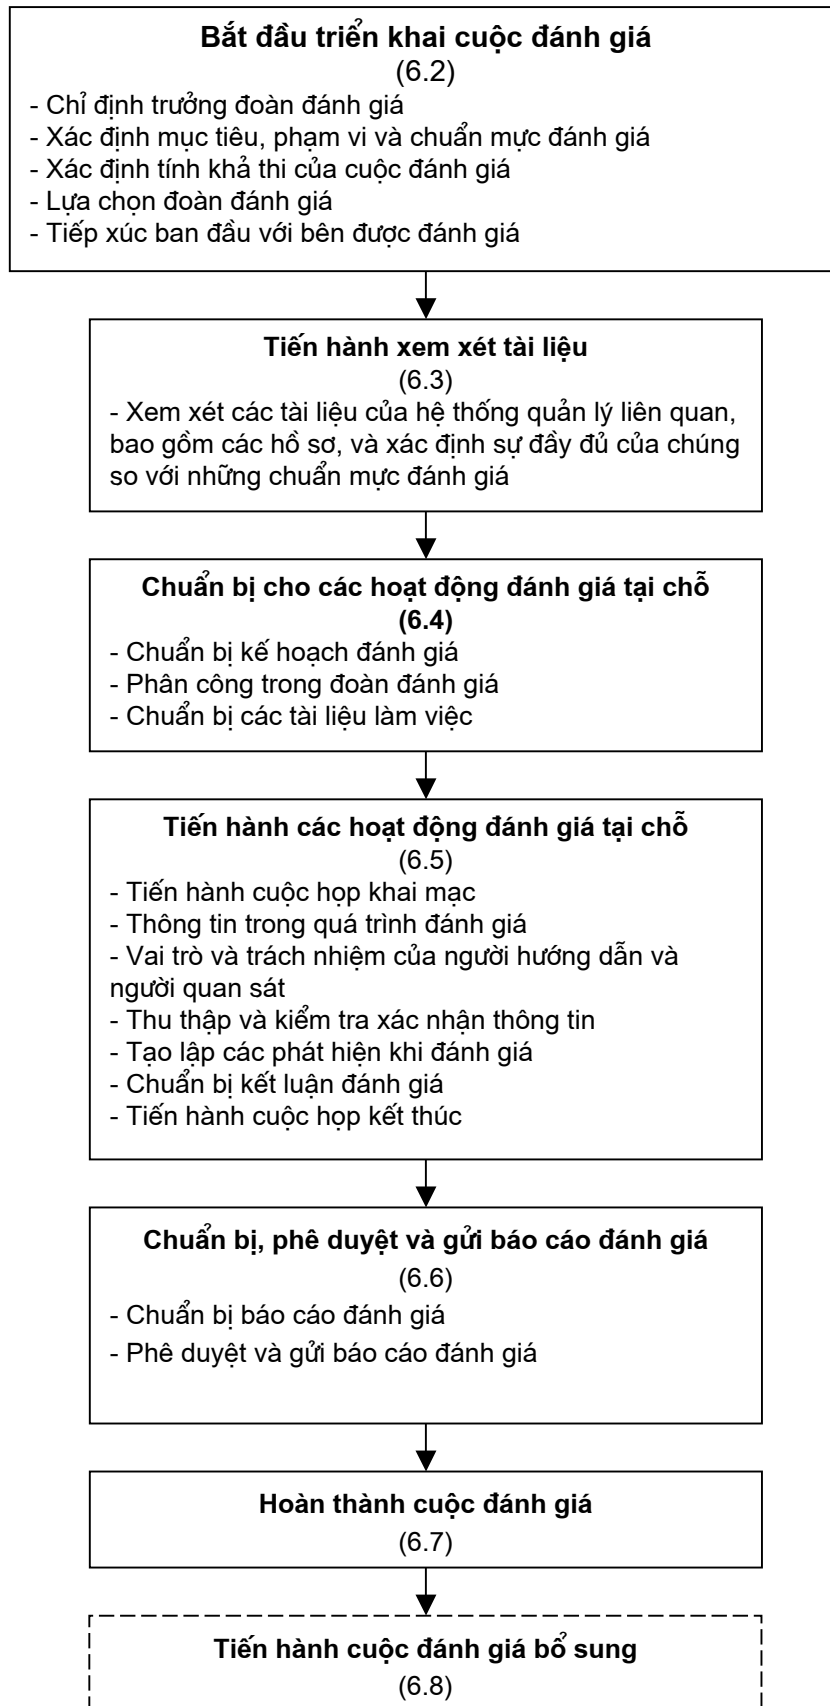 Bắt đầu triển khai cuộc đánh giá
(6.2)
- Chỉ định trưởng đoàn đánh giá
- Xác định mục tiêu, phạm vi và chuẩn mực đánh giá
- Xác định tính khả thi của cuộc đánh giá
- Lựa chọn đoàn đánh giá
- Tiếp xúc ban đầu với bên được đánh giá
Tiến hành xem xét tài liệu
(6.3)
- Xem xét các tài liệu của hệ thống quản lý liên quan,
bao gồm các hồ sơ, và xác định sự đầy đủ của chúng
so với những chuẩn mực đánh giá
Chuẩn bị cho các hoạt động đánh giá tại chỗ
(6.4)
- Chuẩn bị kế hoạch đánh giá
- Phân công trong đoàn đánh giá
- Chuẩn bị các tài liệu làm việc
Tiến hành các hoạt động đánh giá tại chỗ
(6.5)
- Tiến hành cuộc họp khai mạc
- Thông tin trong quá trình đánh giá
- Vai trò và trách nhiệm của người hướng dẫn và
người quan sát
- Thu thập và kiểm tra xác nhận thông tin
- Tạo lập các phát hiện khi đánh giá
- Chuẩn bị kết luận đánh giá
- Tiến hành cuộc họp kết thúc
Chuẩn bị, phê duyệt và gửi báo cáo đánh giá
(6.6)
- Chuẩn bị báo cáo đánh giá
- Phê duyệt và gửi báo cáo đánh giá
Hoàn thành cuộc đánh giá
(6.7)
Tiến hành cuộc đánh giá bổ sung
(6.8)